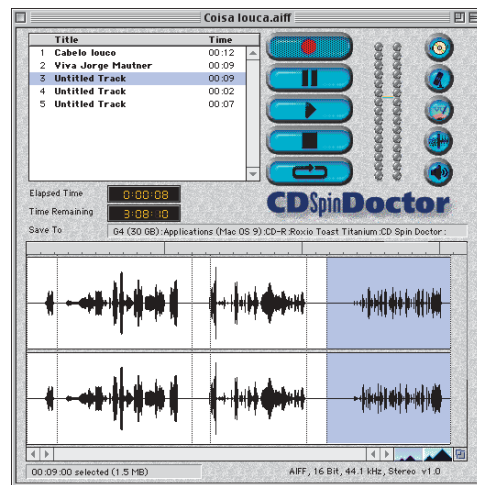 Coisa louca.aiff
Title Time
1 Cabelo louco 00:12
2 Viva Jorge Mautner 00:09
3 Untitled Track 00:09
4 Untitled Track 00:02
5 Untitled Track 00:07
Elapsed Time 0:00:08
Time Remaining 3:08:10
CDSpinDoctor
Save To G4 (30 GB):Applications (Mac OS 9):CD-R:Roxio Toast Titanium:CD Spin Doctor:
00:09:00 selected (1.5 MB) AIFF, 16 Bit, 44.1 kHz, Stereo v1.0